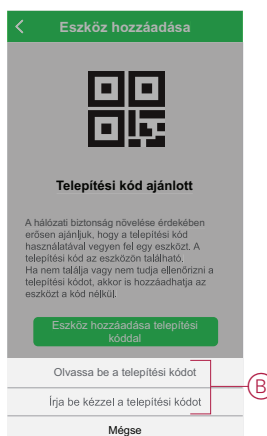 Eszköz hozzáadása
Telepítési kód ajánlott
A hálózati biztonság növelése érdekében
erősen ajánljuk, hogy a telepítési kód
használatával vegyen fel egy eszközt. A
telepítési kód az eszközön található.
Ha nem találja vagy nem tudja ellenőrizni a
telepítési kódot, akkor is hozzáadhatja az
eszközt a kód nélkül.
Eszköz hozzáadása telepítési
kóddal
Olvassa be a telepítési kódot
Írja be kézzel a telepítési kódot
B
Mégse